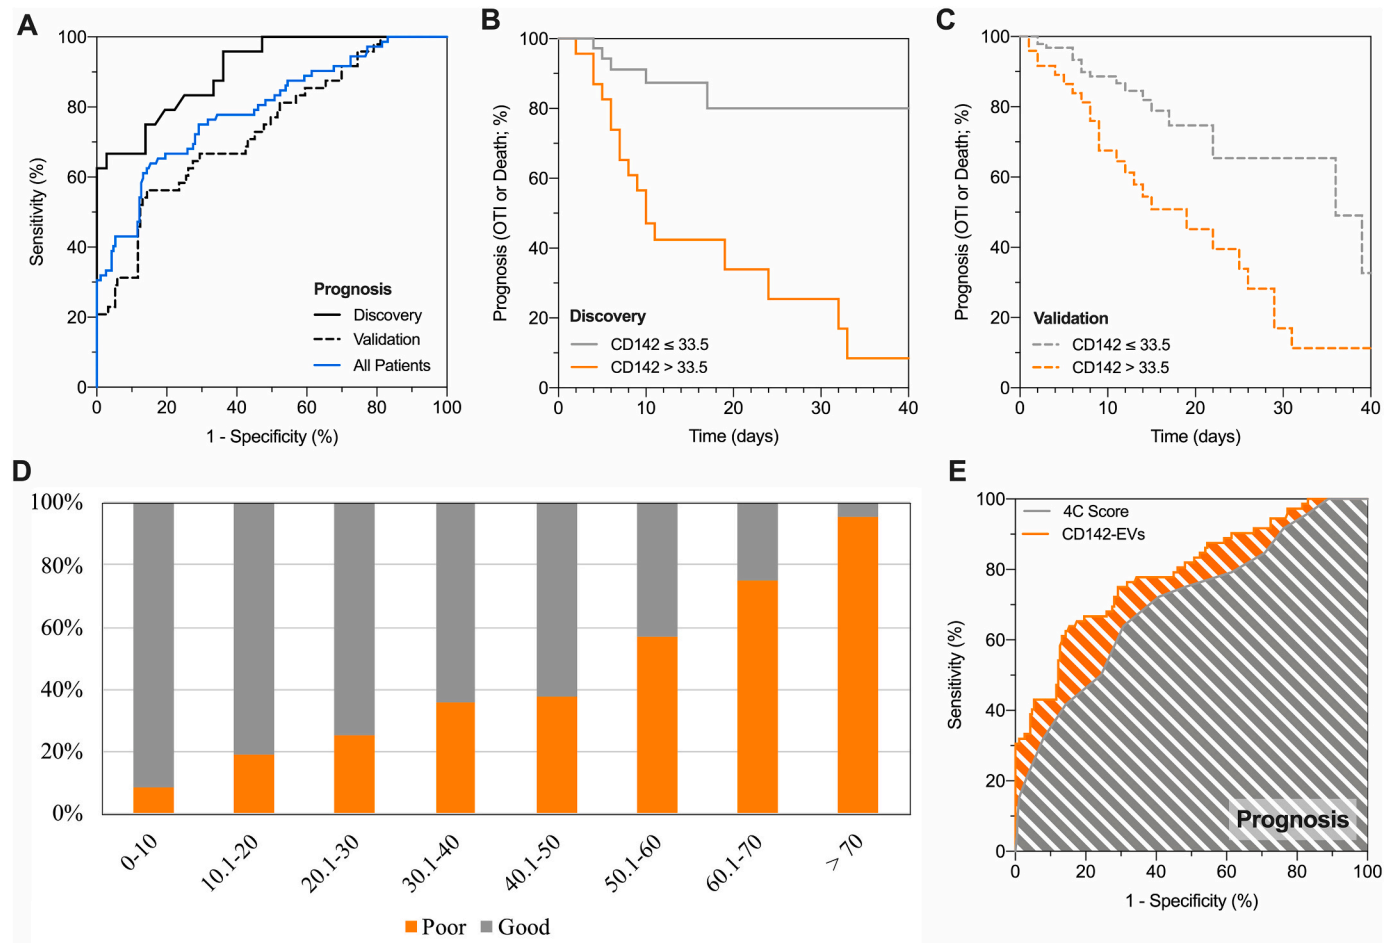 A
100
80
60
40
20
0
0 20 40 60 80 100
Sensitivity (%)
1 - Specificity (%)
Prognosis
Discovery
Validation
All Patients
B
100
80
60
40
20
0
0 10 20 30 40
Prognosis (OTI or Death; %)
Time (days)
Discovery
CD142 ≤ 33.5
CD142 > 33.5
C
100
80
60
40
20
0
0 10 20 30 40
Prognosis (OTI or Death; %)
Time (days)
Validation
CD142 ≤ 33.5
CD142 > 33.5
D
100%
80%
60%
40%
20%
0%
0-10 10.1-20 20.1-30 30.1-40 40.1-50 50.1-60 60.1-70 > 70
Poor Good
E
100
80
60
40
20
0
0 20 40 60 80 100
Sensitivity (%)
1 - Specificity (%)
4C Score
CD142-EVs
Prognosis